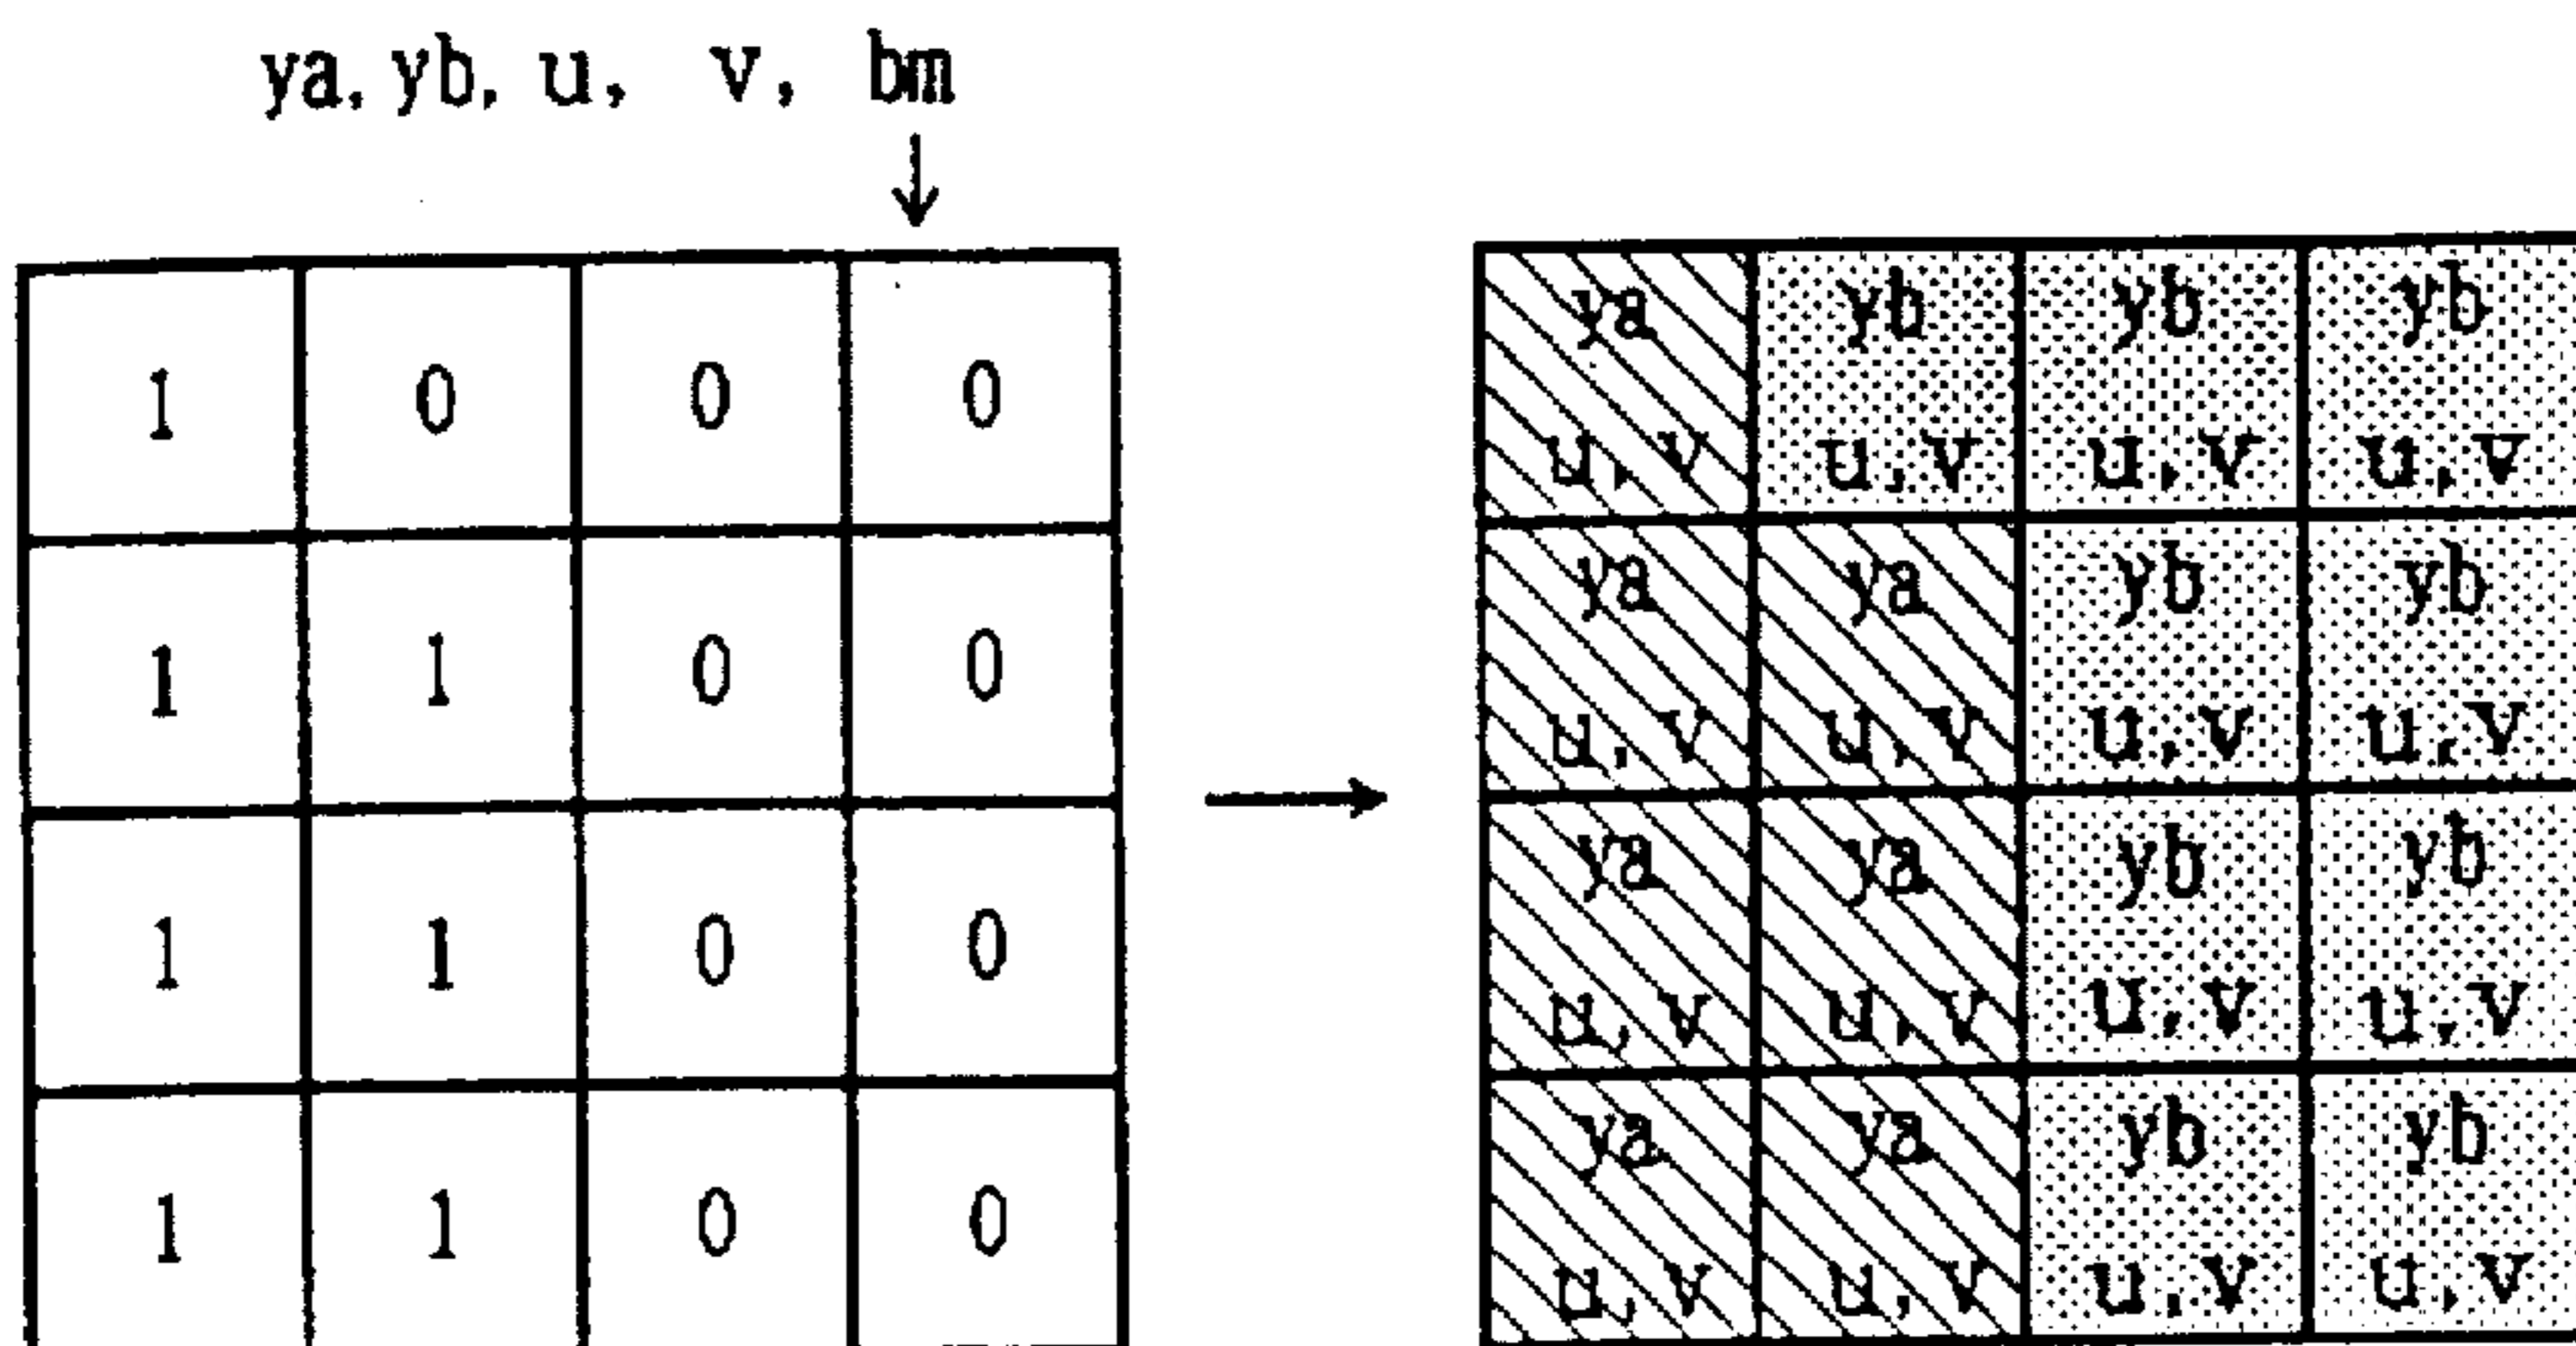 ya, yb, u, v, bm
1 0 0 0
1 1 0 0
1 1 0 0
1 1 0 0
ya yb yb yb
u, v u, v u, v u, v
ya ya yb yb
u, v u, v u, v u, v
ya ya yb yb
u, v u, v u, v u, v
ya ya yb yb
u, v u, v u, v u, v